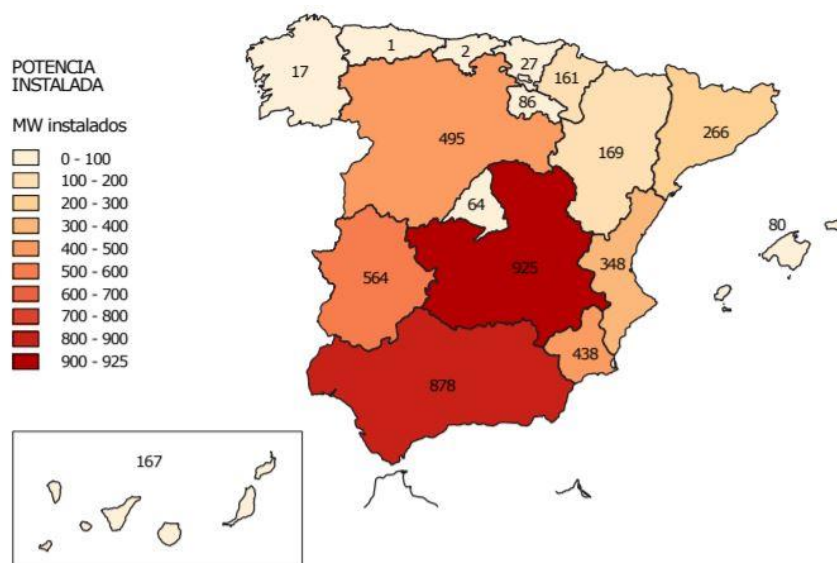 POTENCIA
INSTALADA
MW instalados
0 - 100
100 - 200
200 - 300
300 - 400
400 - 500
500 - 600
600 - 700
700 - 800
800 - 900
900 - 925
17
1
2
27
161
86
495
169
266
64
80
925
348
564
438
878
167